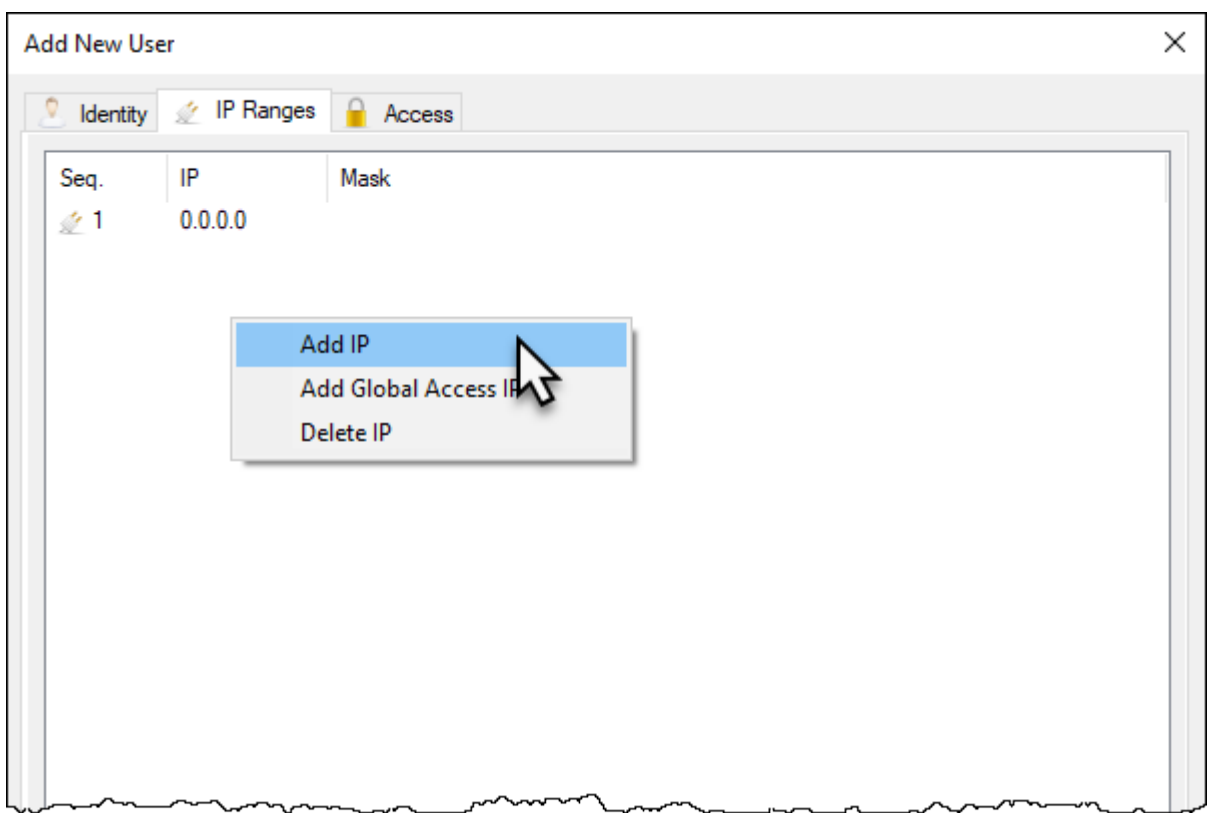 Add New User
Identity IP Ranges Access
Seq. IP Mask
1 0.0.0.0
Add IP
Add Global Access IP
Delete IP